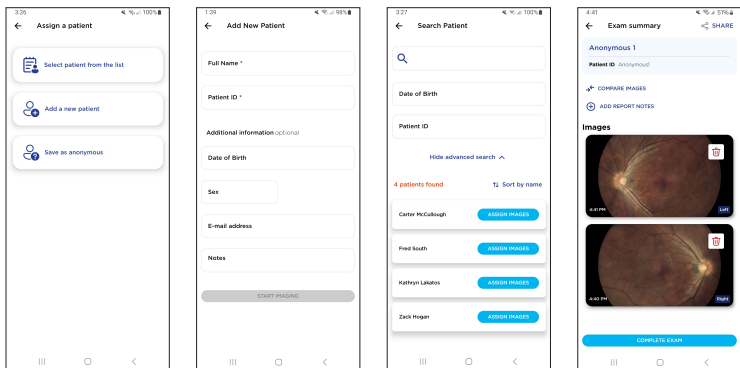 3:26
100%
Assign a patient
Select patient from the list
Add a new patient
Save as anonymous
1:39
98%
Add New Patient
Full Name *
Patient ID *
Additional information optional
Date of Birth
Sex
E-mail address
Notes
START IMAGING
3:27
100%
Search Patient
Date of Birth
Patient ID
Hide advanced search
4 patients found
Sort by name
Carter McCullough
ASSIGN IMAGES
Fred South
ASSIGN IMAGES
Kathryn Lakatos
ASSIGN IMAGES
Zack Hogan
ASSIGN IMAGES
4:41
51%
Exam summary
SHARE
Anonymous 1
Patient ID Anonymous1
COMPARE IMAGES
ADD REPORT NOTES
Images
4:41 PM
Left
4:40 PM
Right
COMPLETE EXAM